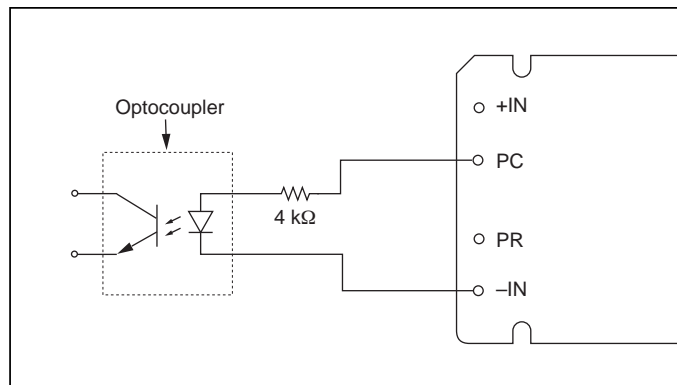 Optocoupler
4 kΩ
+IN
PC
PR
–IN